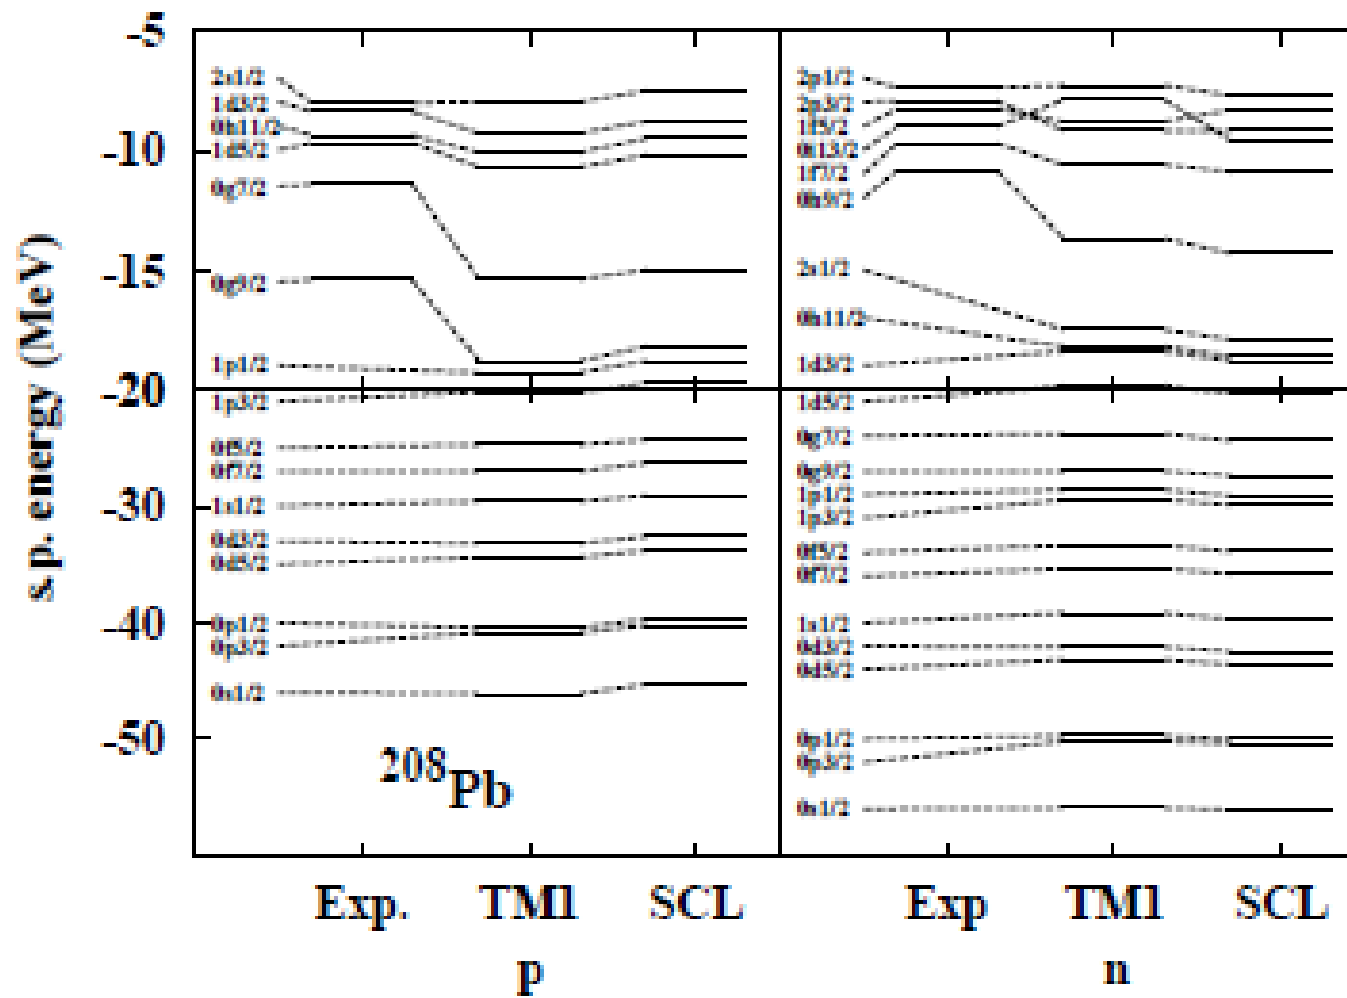 s.p. energy (MeV)
-5
-10
-15
-20
-30
-40
-50
2s1/2
1d3/2
0h11/2
1d5/2
0g7/2
0g9/2
1p1/2
1p3/2
0f5/2
0f7/2
1s1/2
0d3/2
0d5/2
0p1/2
0p3/2
0s1/2
208Pb
2p1/2
2p3/2
1f5/2
0i13/2
1f7/2
0h9/2
2s1/2
0h11/2
1d3/2
1d5/2
0g7/2
0g9/2
1p1/2
1p3/2
0f5/2
0f7/2
1s1/2
0d3/2
0d5/2
0p1/2
0p3/2
0s1/2
Exp. TM1 SCL Exp TM1 SCL
p n